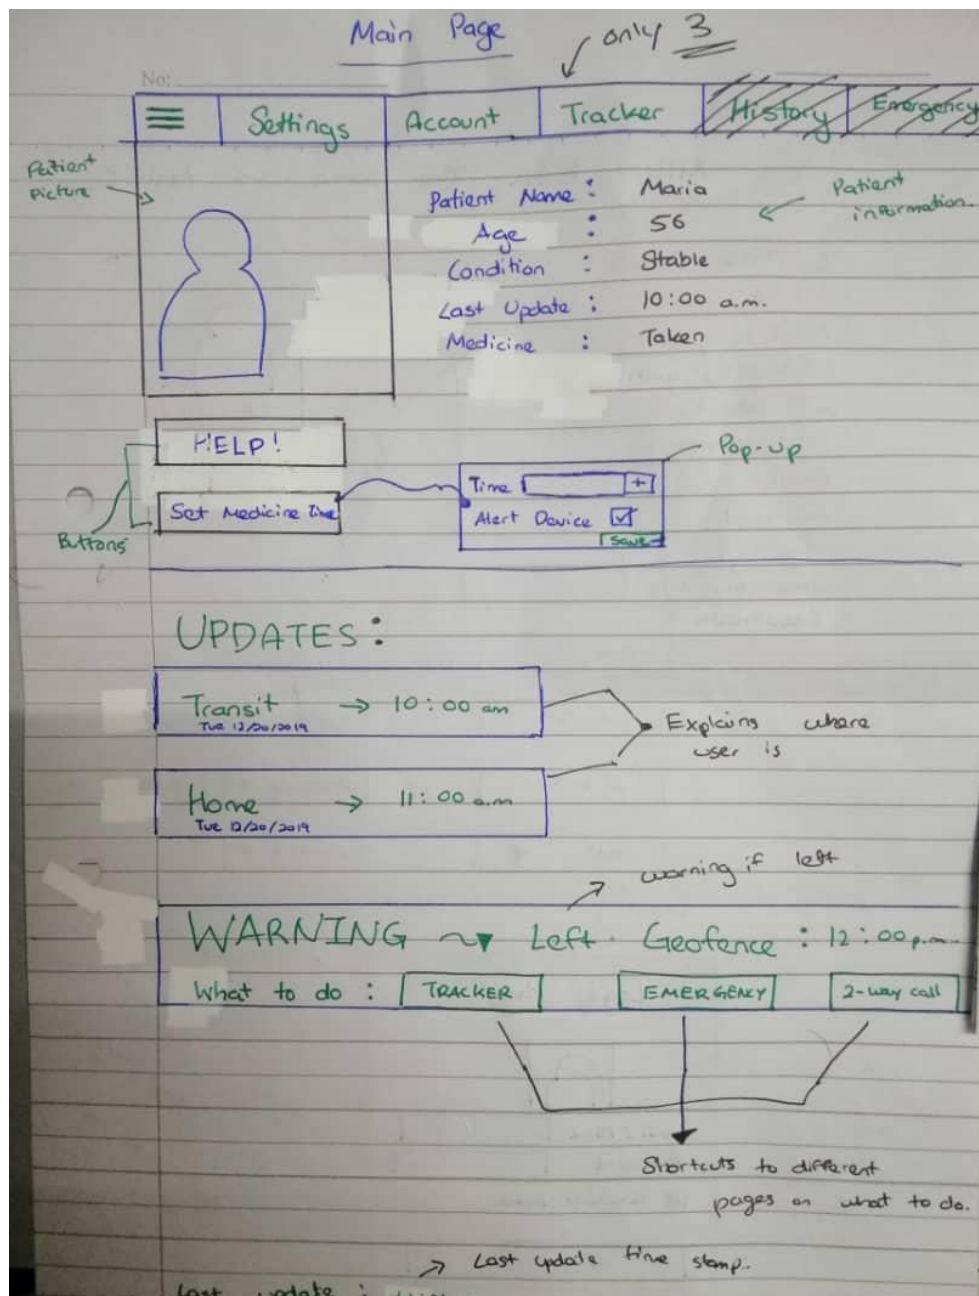 Main Page
only 3
No:
Settings Account Tracker History Emergency
Patient Picture
Patient Name : Maria
Age : 56
Condition : Stable
Last Update : 10:00 a.m.
Medicine : Taken
Patient information
HELP!
Set Medicine Time
Buttons
Pop-up
Time +
Alert Device
Save
UPDATES :
Transit → 10:00 am
Tue 12/20/2019
Explains where
user is
Home → 11:00 a.m
Tue 12/20/2019
warning if left
WARNING Left Geofence : 12:00 p.m.
What to do : TRACKER EMERGENCY 2-way call
Shortcuts to different
pages on what to do.
Last update time stamp.
Last update :